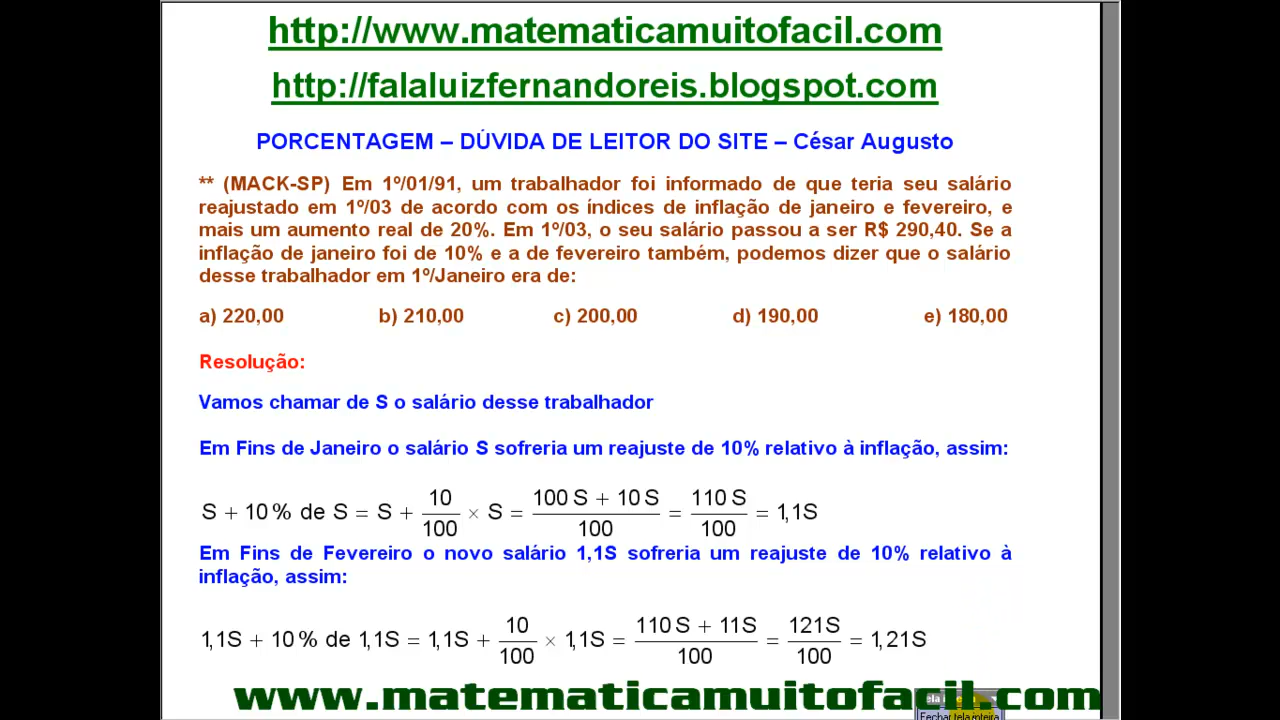 http://www.matematicamuitofacil.com
http://falaluizfernandoreis.blogspot.com
PORCENTAGEM – DÚVIDA DE LEITOR DO SITE – César Augusto
** (MACK-SP) Em 1º/01/91, um trabalhador foi informado de que teria seu salário
reajustado em 1º/03 de acordo com os índices de inflação de janeiro e fevereiro, e
mais um aumento real de 20%. Em 1º/03, o seu salário passou a ser R$ 290,40. Se a
inflação de janeiro foi de 10% e a de fevereiro também, podemos dizer que o salário
desse trabalhador em 1º/Janeiro era de:
a) 220,00 b) 210,00 c) 200,00 d) 190,00 e) 180,00
Resolução:
Vamos chamar de S o salário desse trabalhador
Em Fins de Janeiro o salário S sofreria um reajuste de 10% relativo à inflação, assim:
S + 10% de S = S + 10/100 × S = 100 S + 10 S/100 = 110 S/100 = 1,1S
Em Fins de Fevereiro o novo salário 1,1S sofreria um reajuste de 10% relativo à
inflação, assim:
1,1S + 10% de 1,1S = 1,1S + 10/100 × 1,1S = 110 S + 11S/100 = 121S/100 = 1,21S
www.matematicamuitofacil.com
Fechar tela inteira